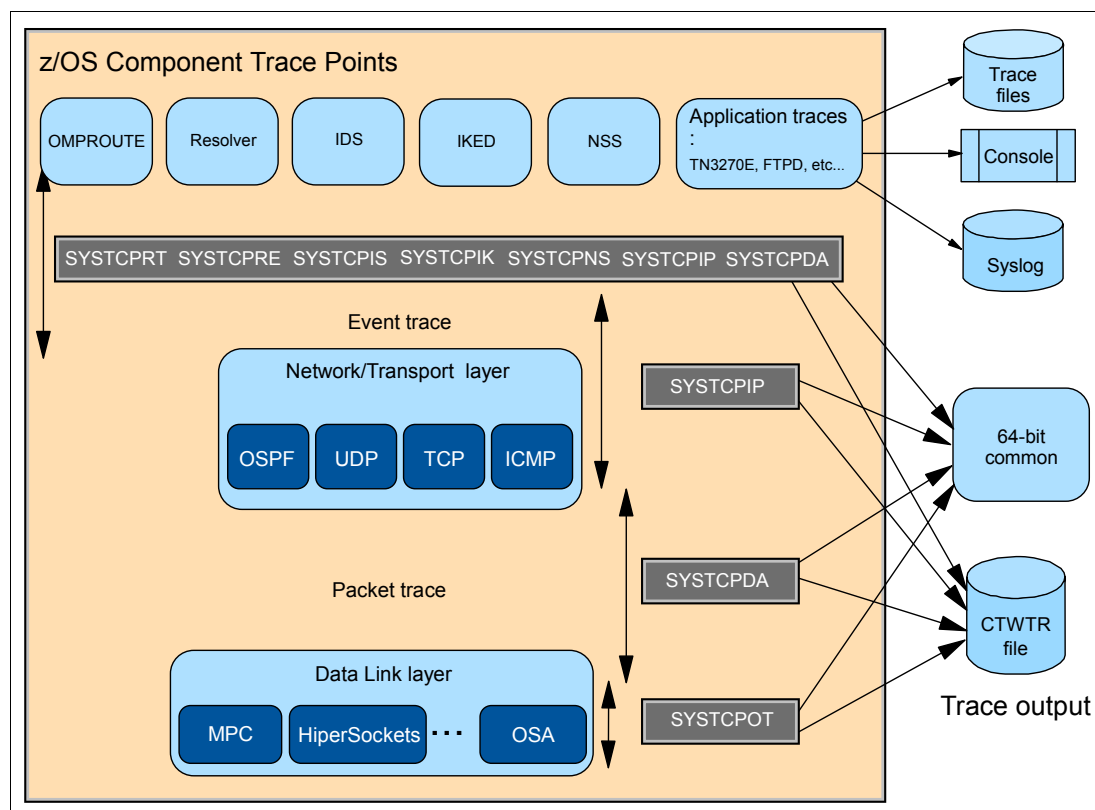 z/OS Component Trace Points
OMPROUTE
Resolver
IDS
IKED
NSS
Application traces
:
TN3270E, FTPD, etc...
Trace
files
Console
Syslog
SYSTCPRT SYSTCPRE SYSTCPIS SYSTCPIK SYSTCPNS SYSTCPIP SYSTCPDA
Event trace
Network/Transport layer
OSPF
UDP
TCP
ICMP
SYSTCPIP
64-bit
common
Packet trace
SYSTCPDA
CTWTR
file
Data Link layer
MPC
HiperSockets
...
OSA
SYSTCPOT
Trace output